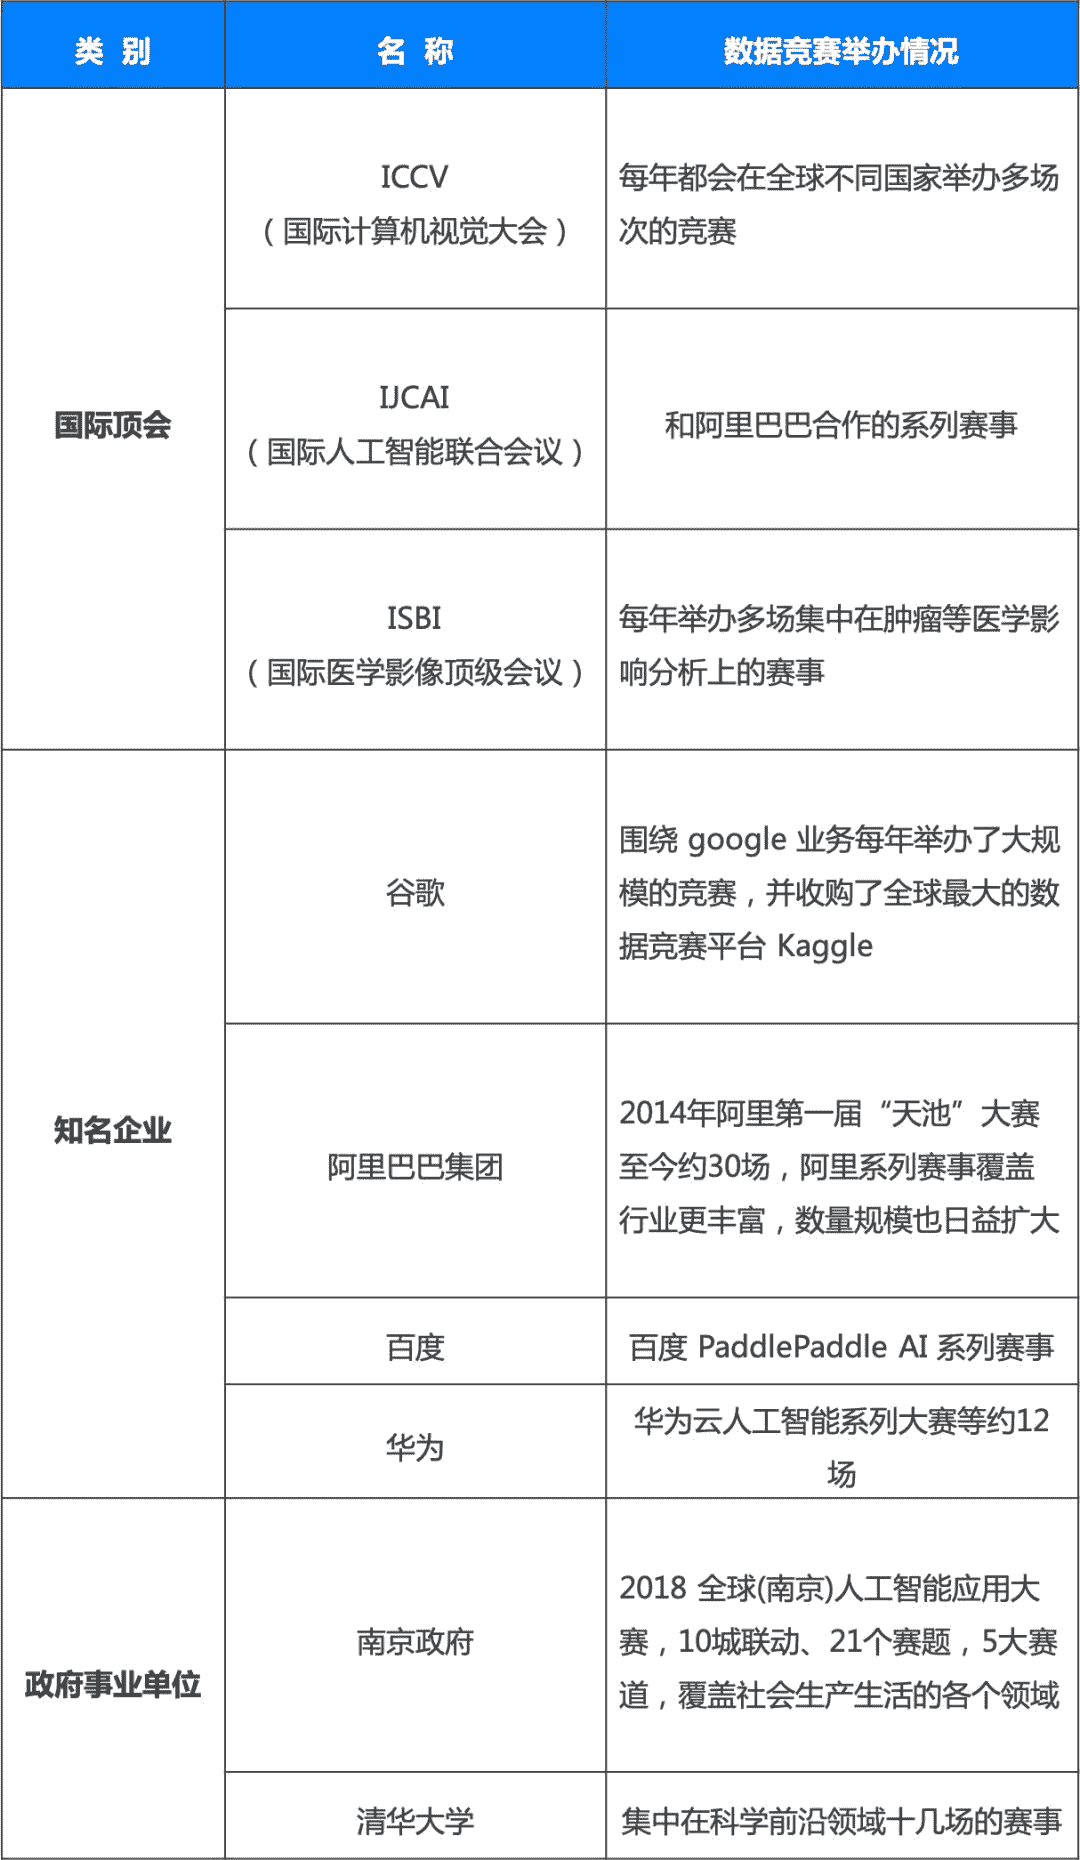 类 别
名 称
数据竞赛举办情况
国际顶会
ICCV
（国际计算机视觉大会）
每年都会在全球不同国家举办多场
次的竞赛
IJCAI
（国际人工智能联合会议）
和阿里巴巴合作的系列赛事
ISBI
（国际医学影像顶级会议）
每年举办多场集中在肿瘤等医学影
响分析上的赛事
知名企业
谷歌
围绕 google 业务每年举办了大规
模的竞赛，并收购了全球最大的数
据竞赛平台 Kaggle
阿里巴巴集团
2014年阿里第一届“天池”大赛
至今约30场，阿里系列赛事覆盖
行业更丰富，数量规模也日益扩大
百度
百度 PaddlePaddle AI 系列赛事
华为
华为云人工智能系列大赛等约12
场
政府事业单位
南京政府
2018 全球(南京)人工智能应用大
赛，10城联动、21个赛题，5大赛
道，覆盖社会生产生活的各个领域
清华大学
集中在科学前沿领域十几场的赛事